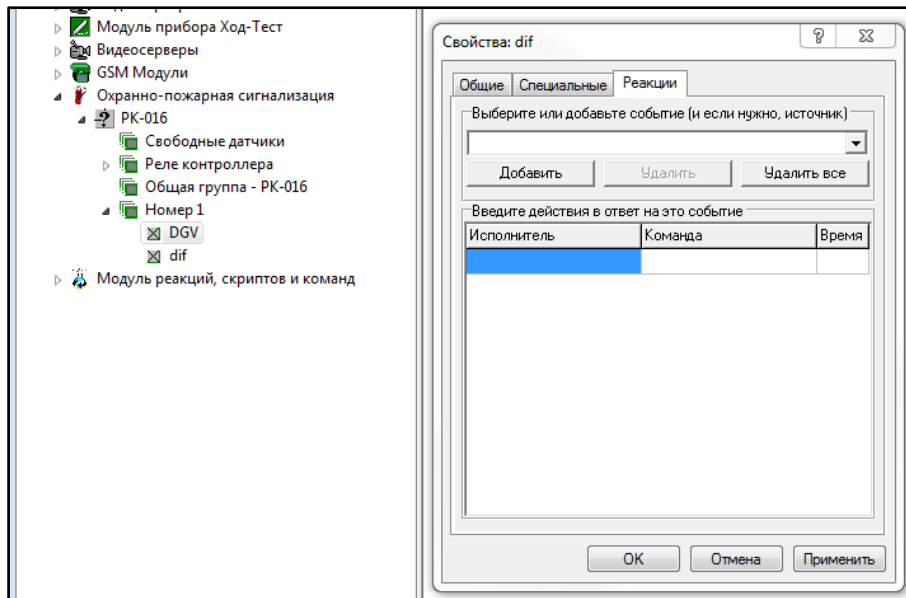 Модуль прибора Ход-Тест
Видеосерверы
GSM Модули
Охранно-пожарная сигнализация
РК-016
Свободные датчики
Реле контроллера
Общая группа - РК-016
Номер 1
DGV
dif
Модуль реакций, скриптов и команд
Свойства: dif
Общие Специальные Реакции
Выберите или добавьте событие (и если нужно, источник)
Добавить Удалить Удалить все
Введите действия в ответ на это событие
Исполнитель Команда Время
OK Отмена Применить